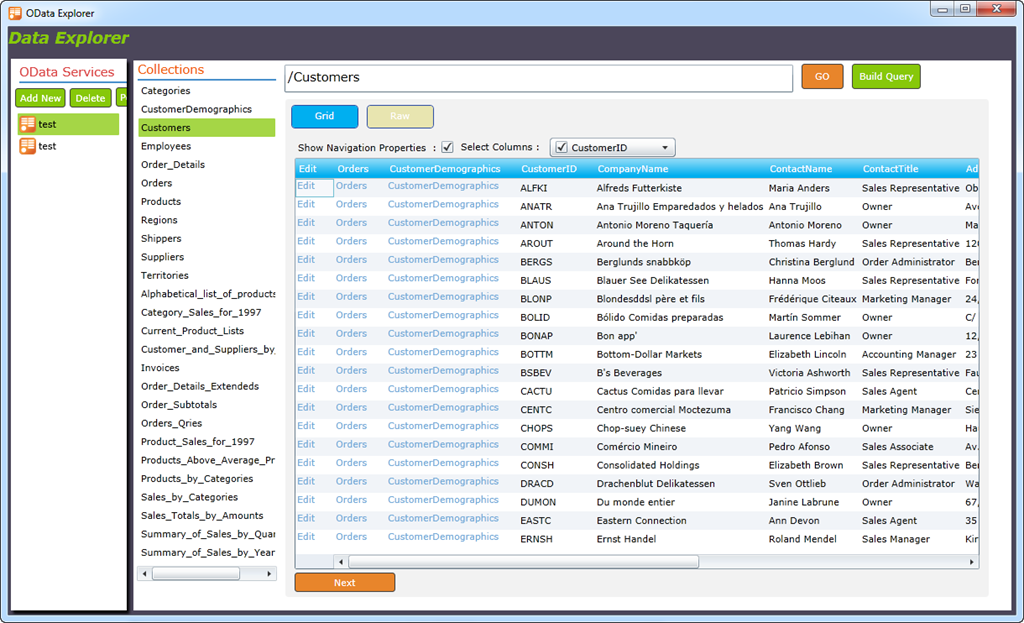 OData Explorer
Data Explorer
OData Services
Add New Delete
test
test
Collections
Categories
CustomerDemographics
Customers
Employees
Order_Details
Orders
Products
Regions
Shippers
Suppliers
Territories
Alphabetical_list_of_products
Category_Sales_for_1997
Current_Product_Lists
Customer_and_Suppliers_by_
Invoices
Order_Details_Extendeds
Order_Subtotals
Orders_Qries
Product_Sales_for_1997
Products_Above_Average_Pr
Products_by_Categories
Sales_by_Categories
Sales_Totals_by_Amounts
Summary_of_Sales_by_Quar
Summary_of_Sales_by_Year
/Customers GO Build Query
Grid Raw
Show Navigation Properties : Select Columns : CustomerID
Edit Orders CustomerDemographics CustomerID CompanyName ContactName ContactTitle Ad
Edit Orders CustomerDemographics ALFKI Alfreds Futterkiste Maria Anders Sales Representative Ob
Edit Orders CustomerDemographics ANATR Ana Trujillo Emparedados y helados Ana Trujillo Owner Av
Edit Orders CustomerDemographics ANTON Antonio Moreno Taquería Antonio Moreno Owner Ma
Edit Orders CustomerDemographics AROUT Around the Horn Thomas Hardy Sales Representative 120
Edit Orders CustomerDemographics BERGS Berglunds snabbköp Christina Berglund Order Administrator Ber
Edit Orders CustomerDemographics BLAUS Blauer See Delikatessen Hanna Moos Sales Representative For
Edit Orders CustomerDemographics BLONP Blondesddsl père et fils Frédérique Citeaux Marketing Manager 24,
Edit Orders CustomerDemographics BOLID Bólido Comidas preparadas Martín Sommer Owner C/
Edit Orders CustomerDemographics BONAP Bon app' Laurence Lebihan Owner 12,
Edit Orders CustomerDemographics BOTTM Bottom-Dollar Markets Elizabeth Lincoln Accounting Manager 23
Edit Orders CustomerDemographics BSBEV B's Beverages Victoria Ashworth Sales Representative Fau
Edit Orders CustomerDemographics CACTU Cactus Comidas para llevar Patricio Simpson Sales Agent Cer
Edit Orders CustomerDemographics CENTC Centro comercial Moctezuma Francisco Chang Marketing Manager Sie
Edit Orders CustomerDemographics CHOPS Chop-suey Chinese Yang Wang Owner Ha
Edit Orders CustomerDemographics COMMI Comércio Mineiro Pedro Afonso Sales Associate Av.
Edit Orders CustomerDemographics CONSH Consolidated Holdings Elizabeth Brown Sales Representative Ber
Edit Orders CustomerDemographics DRACD Drachenblut Delikatessen Sven Ottlieb Order Administrator Wa
Edit Orders CustomerDemographics DUMON Du monde entier Janine Labrune Owner 67,
Edit Orders CustomerDemographics EASTC Eastern Connection Ann Devon Sales Agent 35
Edit Orders CustomerDemographics ERNSH Ernst Handel Roland Mendel Sales Manager Kir
Next